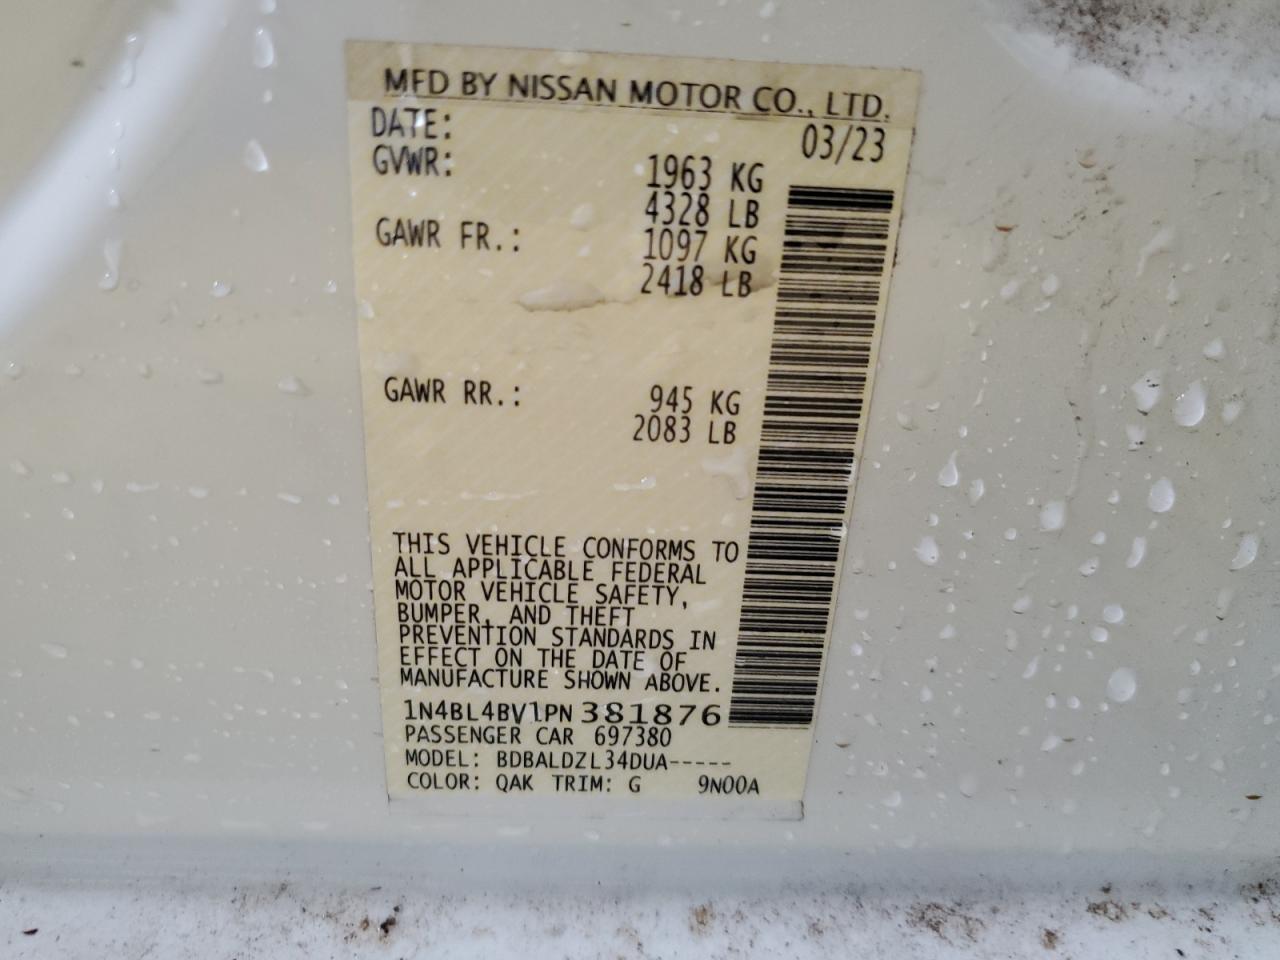 MFD BY NISSAN MOTOR CO., LTD.
DATE: 03/23
GVWR: 1963 KG
4328 LB
GAWR FR.: 1097 KG
2418 LB
GAWR RR.: 945 KG
2083 LB
THIS VEHICLE CONFORMS TO
ALL APPLICABLE FEDERAL
MOTOR VEHICLE SAFETY,
BUMPER, AND THEFT
PREVENTION STANDARDS IN
EFFECT ON THE DATE OF
MANUFACTURE SHOWN ABOVE.
1N4BL4BV1PN381876
PASSENGER CAR 697380
MODEL: BDBALDZL34DUA-----
COLOR: QAK TRIM: G 9N00A